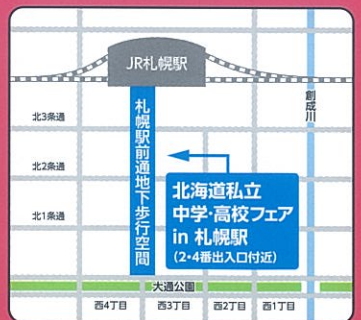 JR札幌駅
札幌駅前通地下歩行空間
創成川
北3条通
北2条通
北1条通
北海道私立
中学・高校フェア
in 札幌駅
(2・4番出入口付近)
大通公園
西4丁目
西3丁目
西2丁目
西1丁目